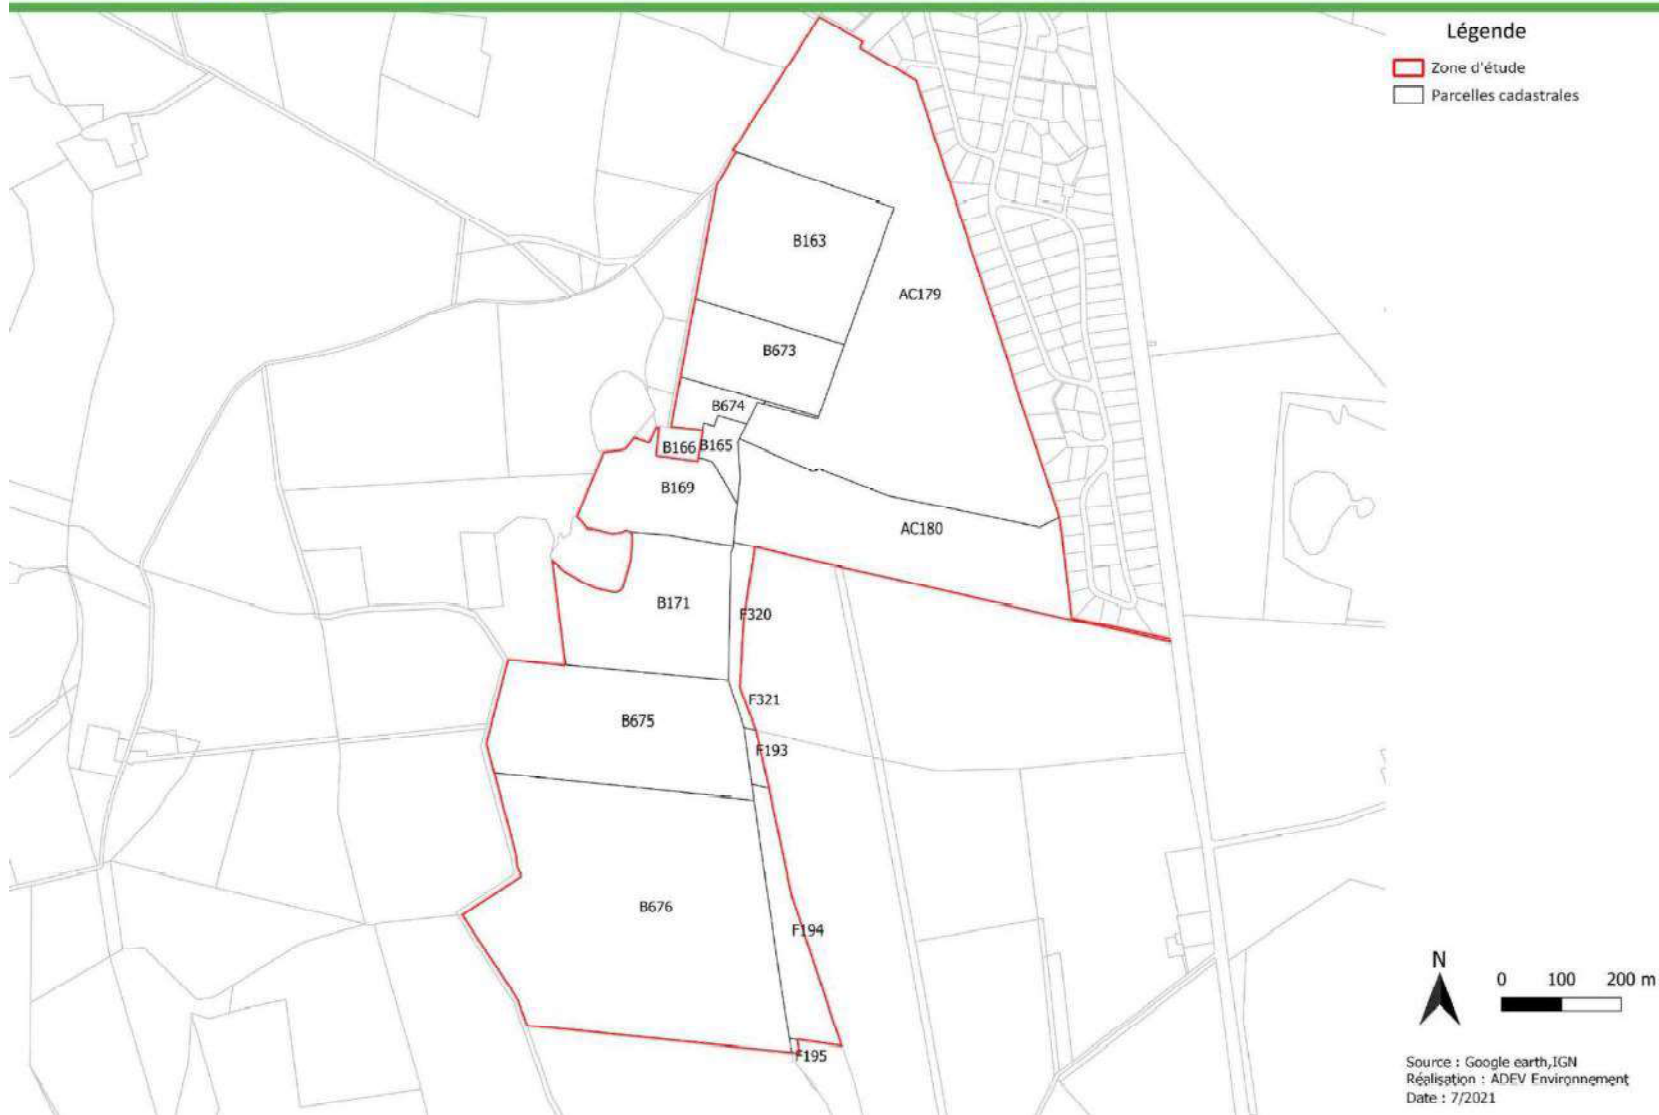 Légende
Zone d'étude
Parcelles cadastrales
B163
AC179
B673
B674
B166
B165
B169
AC180
B171
F320
F321
B675
F193
B676
F194
F195
N
0 100 200 m
Source : Google earth,IGN
Réalisation : ADEV Environnement
Date : 7/2021